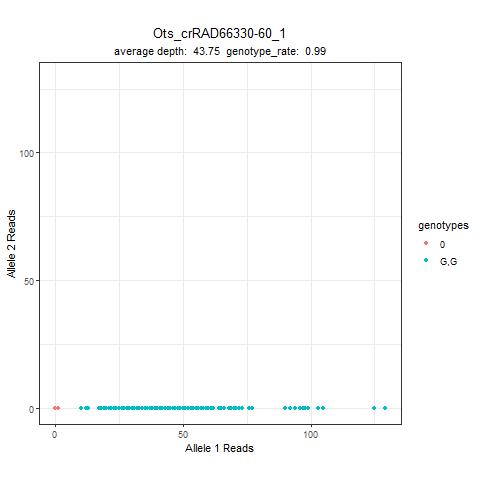 Ots_crRAD66330-60_1
average depth: 43.75 genotype_rate: 0.99
Allele 2 Reads
100
50
0
0
50
100
Allele 1 Reads
genotypes
0
G,G